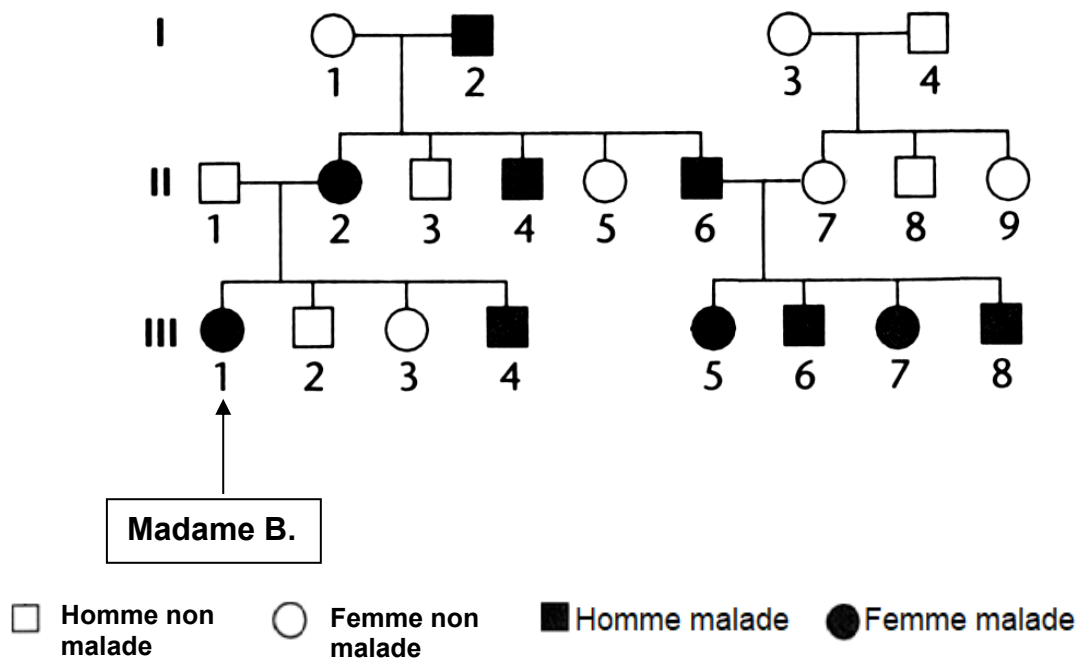 I
1 2 3 4
II
1 2 3 4 5 6 7 8 9
III
1 2 3 4 5 6 7 8
Madame B.
Homme non
malade
Femme non
malade
Homme malade
Femme malade